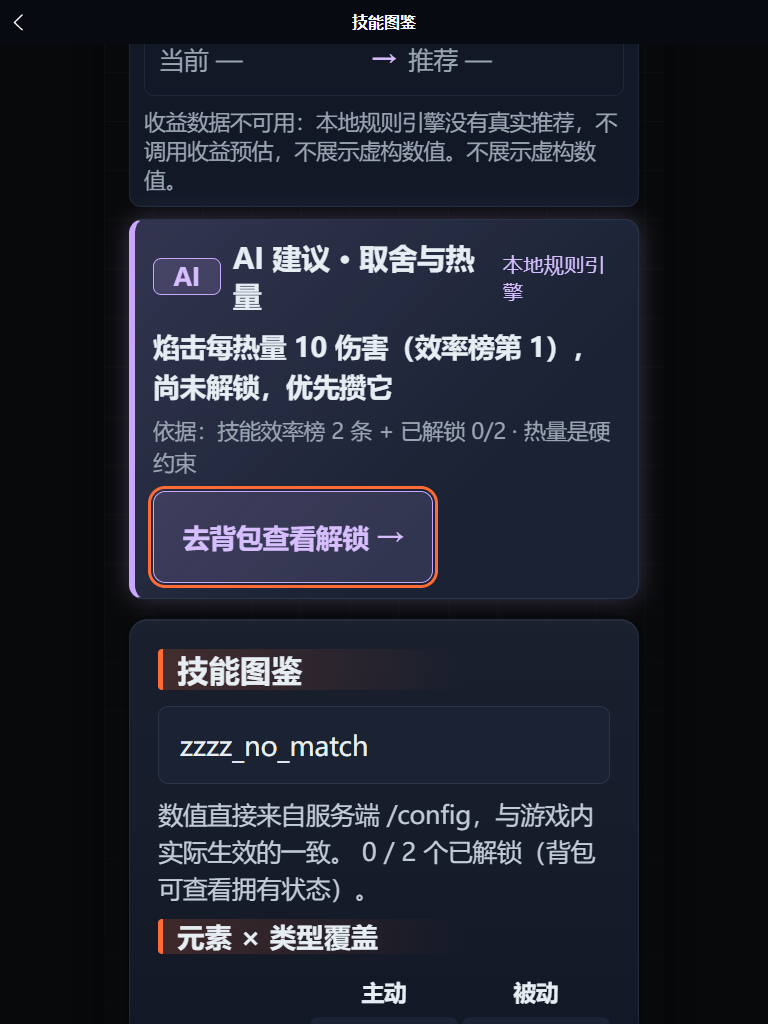 技能图鉴
当前 — → 推荐 —
收益数据不可用：本地规则引擎没有真实推荐，不
调用收益预估，不展示虚构数值。不展示虚构数
值。
AI
AI 建议 • 取舍与热
量
本地规则引
擎
焰击每热量 10 伤害（效率榜第 1），
尚未解锁，优先攒它
依据：技能效率榜 2 条 + 已解锁 0/2 · 热量是硬
约束
去背包查看解锁 →
技能图鉴
zzzz_no_match
数值直接来自服务端 /config，与游戏内
实际生效的一致。 0 / 2 个已解锁（背包
可查看拥有状态）。
元素 × 类型覆盖
主动 被动